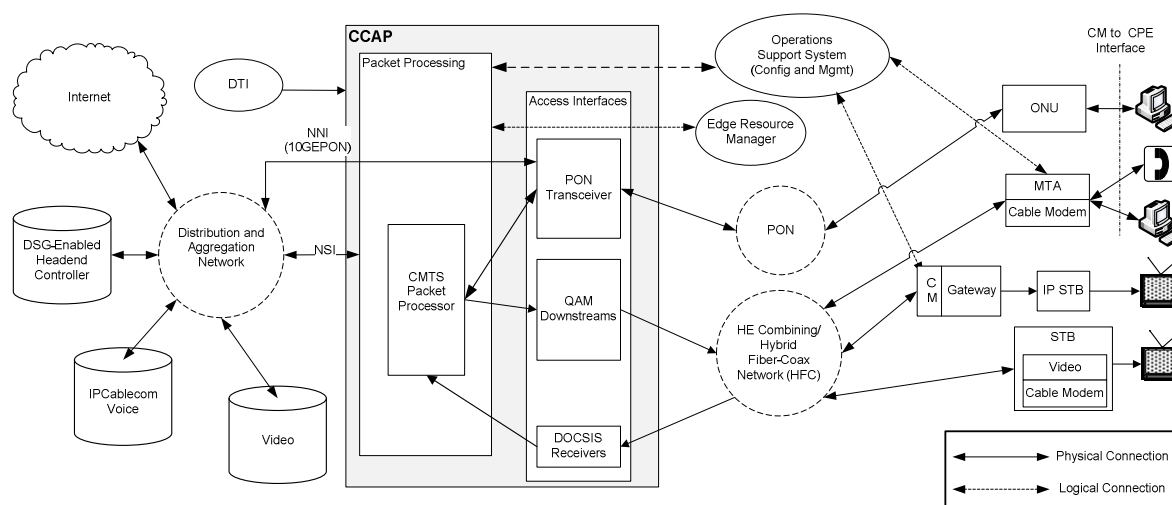 CCAP
Packet Processing
Access Interfaces
Operations
Support System
(Config and Mgmt)
CM to CPE
Interface
Internet
DTI
ONU
NNI
(10GEPON)
Edge Resource
Manager
PON
Transceiver
MTA
Cable Modem
DSG-Enabled
Headend
Controller
Distribution and
Aggregation
Network
NSI
PON
CMTS
Packet
Processor
QAM
Downstreams
C
M
Gateway
IP STB
HE Combining/
Hybrid
Fiber-Coax
Network (HFC)
STB
Video
Cable Modem
IPCablecom
Voice
Video
DOCSIS
Receivers
Physical Connection
Logical Connection